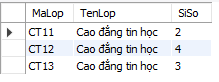 MaLop TenLop SiSo
CT11 Cao đẳng tin học 2
CT12 Cao đẳng tin học 4
CT13 Cao đẳng tin học 3